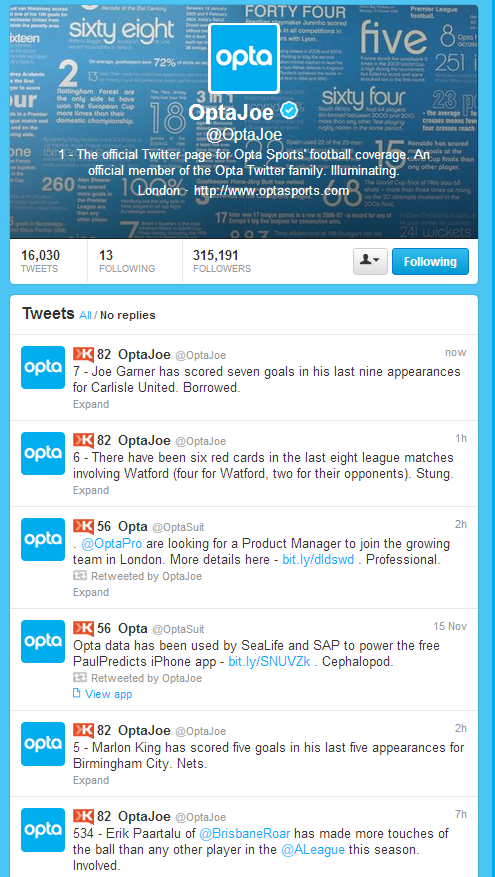 sixty eight
FORTY FOUR
five
sixty four
opta
OptaJoe
@OptaJoe
1 - The official Twitter page for Opta Sports' football coverage. An
official member of the Opta Twitter family. Illuminating.
London - http://www.optasports.com
16,030 13 315,191
TWEETS FOLLOWING FOLLOWERS
Following
Tweets All / No replies
opta
K 82 OptaJoe @OptaJoe now
7 - Joe Garner has scored seven goals in his last nine appearances
for Carlisle United. Borrowed.
Expand
opta
K 82 OptaJoe @OptaJoe 1h
6 - There have been six red cards in the last eight league matches
involving Watford (four for Watford, two for their opponents). Stung.
Expand
opta
K 56 Opta @OptaSuit 2h
. @OptaPro are looking for a Product Manager to join the growing
team in London. More details here - bit.ly/dldswd . Professional.
Retweeted by OptaJoe
Expand
opta
K 56 Opta @OptaSuit 15 Nov
Opta data has been used by SeaLife and SAP to power the free
PaulPredicts iPhone app - bit.ly/SNUVZk . Cephalopod.
Retweeted by OptaJoe
View app
opta
K 82 OptaJoe @OptaJoe 2h
5 - Marlon King has scored five goals in his last five appearances for
Birmingham City. Nets.
Expand
opta
K 82 OptaJoe @OptaJoe 7h
534 - Erik Paartalu of @BrisbaneRoar has made more touches of
the ball than any other player in the @ALeague this season.
Involved.